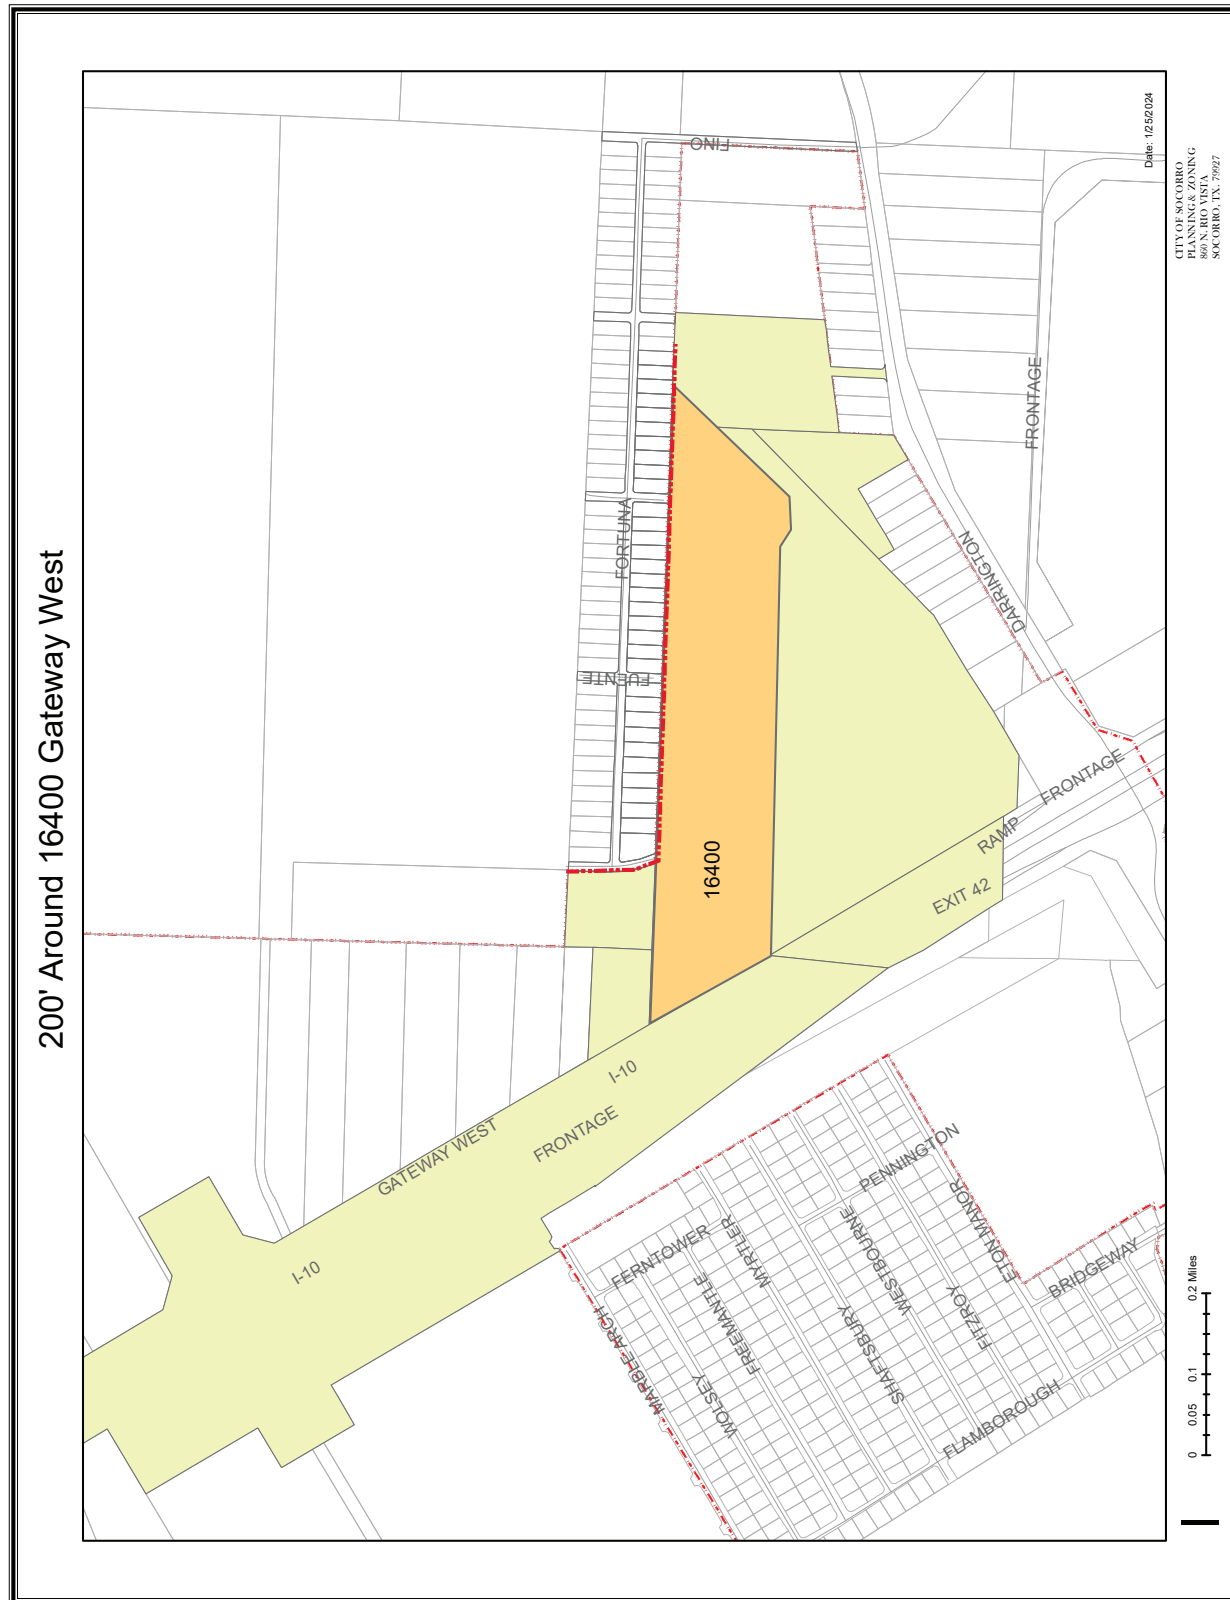 200' Around 16400 Gateway West
FINO
FORTUNA
FUENTE
FRONTAGE
DARRINGTON
16400
FRONTAGE
RAMP
EXIT 42
I-10
GATEWAY WEST
FRONTAGE
I-10
PENNINGTON
ETON MANOR
BRIDGEWAY
FERNTOWER
MYRTLER
WESTBOURNE
FREEMANTLE
MARBLE ARCH
WOLSEY
SHAFTSBURY
FITZROY
FLAMBOROUGH
Date: 1/25/2024
CITY OF SOCORRO
PLANNING & ZONING
860 N. RIO VISTA
SOCORRO, TX. 79927
0 0.05 0.1 0.2 Miles